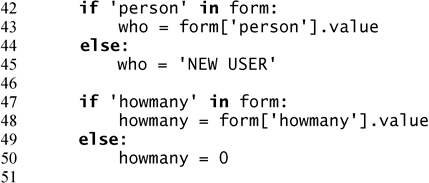 42 if 'person' in form:
43 who = form['person'].value
44 else:
45 who = 'NEW USER'
46
47 if 'howmany' in form:
48 howmany = form['howmany'].value
49 else:
50 howmany = 0
51